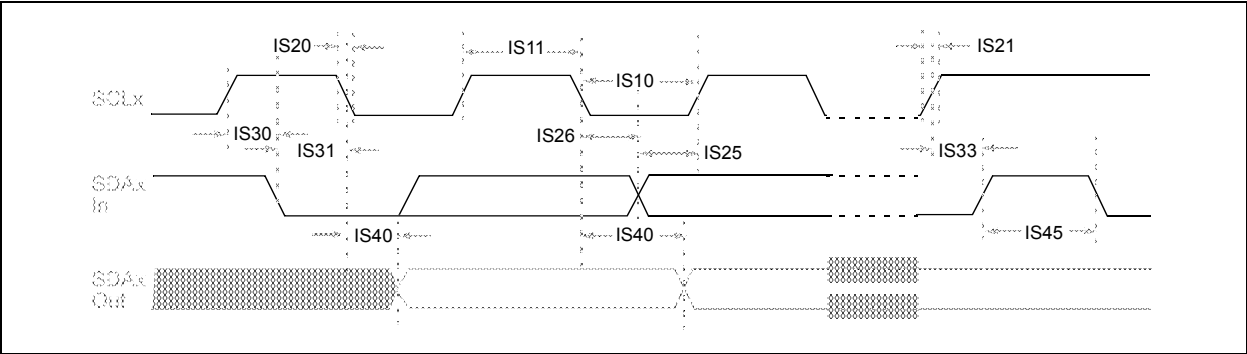 IS20
IS11
IS21
IS10
SCLx
IS30
IS26
IS31
IS25
IS33
SDAx
In
IS40
IS40
IS45
SDAx
Out